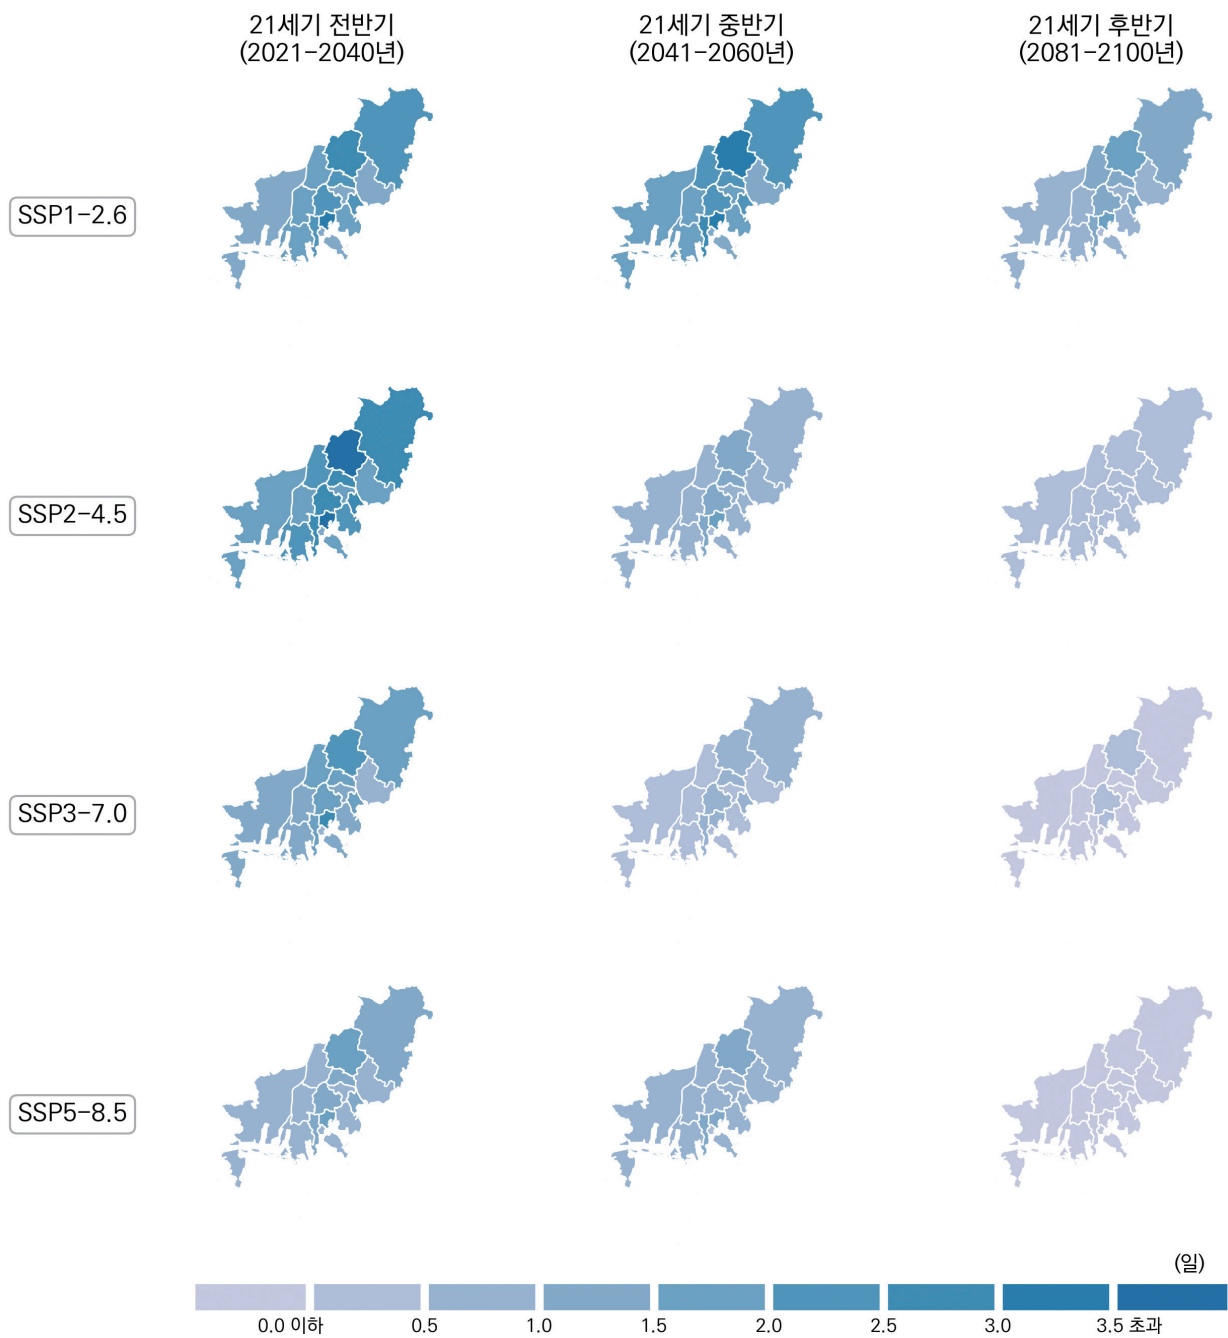 21세기 전반기
(2021-2040년)
21세기 중반기
(2041-2060년)
21세기 후반기
(2081-2100년)
SSP1-2.6
SSP2-4.5
SSP3-7.0
SSP5-8.5
(일)
0.0 이하 0.5 1.0 1.5 2.0 2.5 3.0 3.5 초과